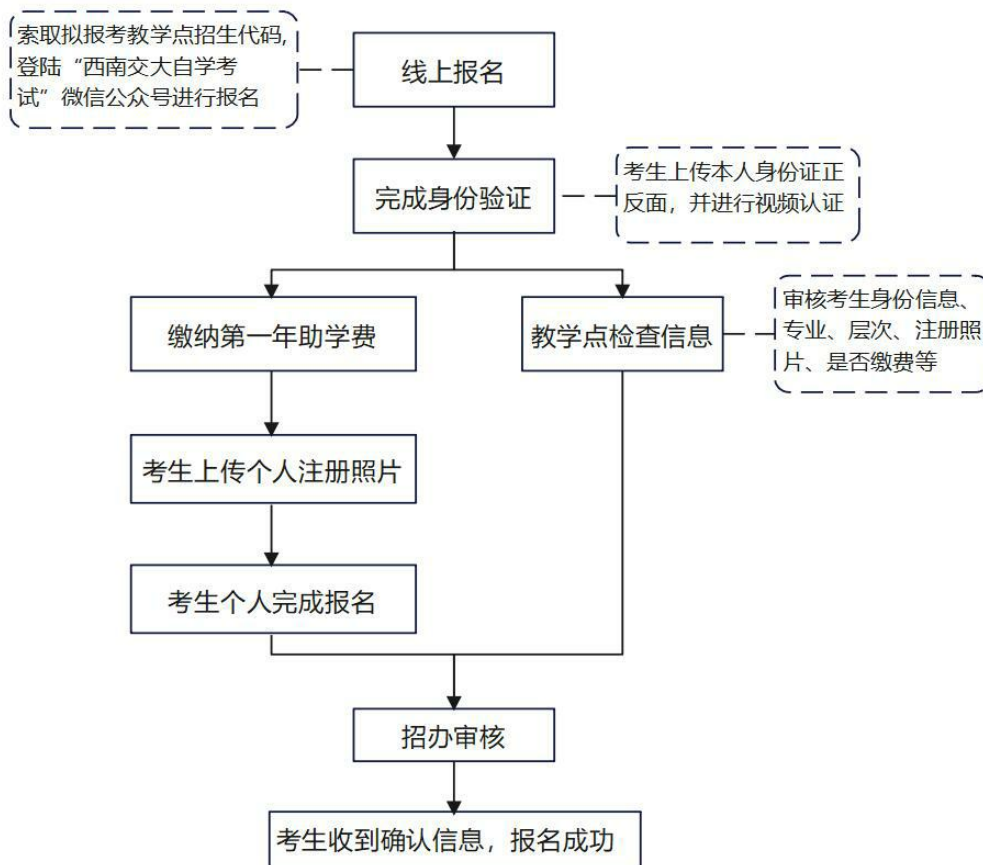 索取拟报考教学点招生代码,
登陆“西南交大自学考
试”微信公众号进行报名
线上报名
完成身份验证
考生上传本人身份证正
反面，并进行视频认证
缴纳第一年助学费
教学点检查信息
审核考生身份信息、
专业、层次、注册照
片、是否缴费等
考生上传个人注册照片
考生个人完成报名
招办审核
考生收到确认信息，报名成功